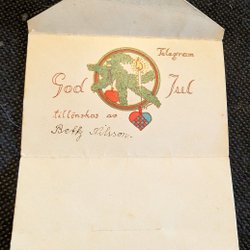 Telegram
God Jul
tillönskas av
Betty Nilsson.